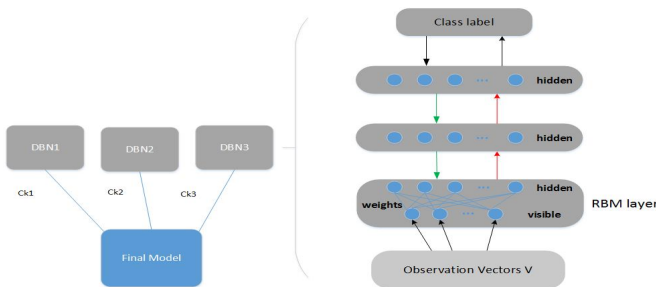 DBN1
DBN2
DBN3
Ck1
Ck2
Ck3
Final Model
Class label
hidden
hidden
hidden
weights
visible
RBM layer
Observation Vectors V